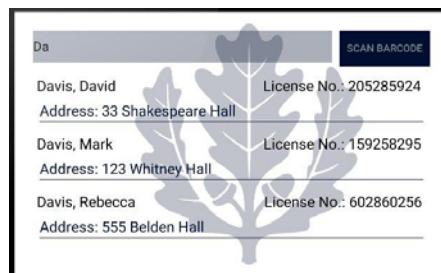 Da
SCAN BARCODE
Davis, David License No.: 205285924
Address: 33 Shakespeare Hall
Davis, Mark License No.: 159258295
Address: 123 Whitney Hall
Davis, Rebecca License No.: 602860256
Address: 555 Belden Hall